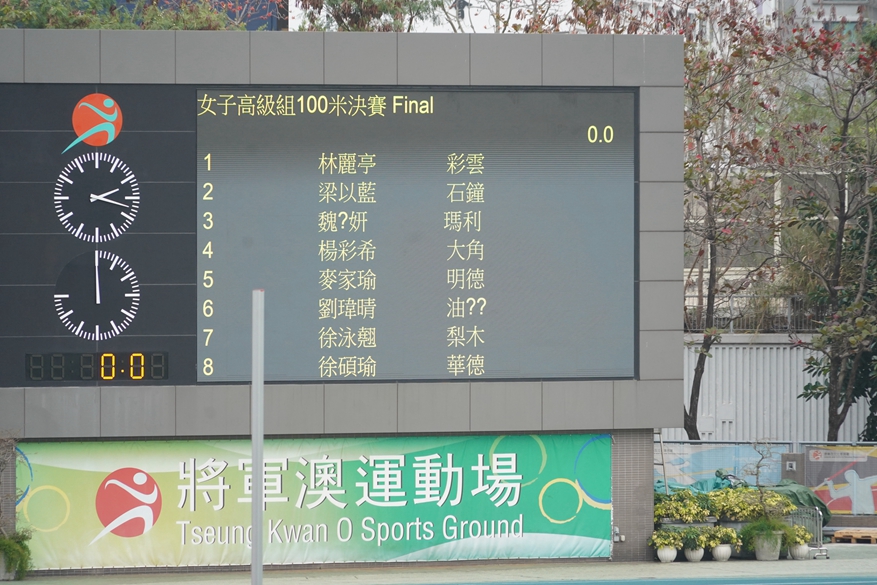 女子高級組100米決賽 Final
0.0
1 林麗亭 彩雲
2 梁以藍 石鐘
3 魏?妍 瑪利
4 楊彩希 大角
5 麥家瑜 明德
6 劉瑋晴 油??
7 徐泳翹 梨木
8 徐碩瑜 華德
0.0
將軍澳運動場
Tseung Kwan O Sports Ground